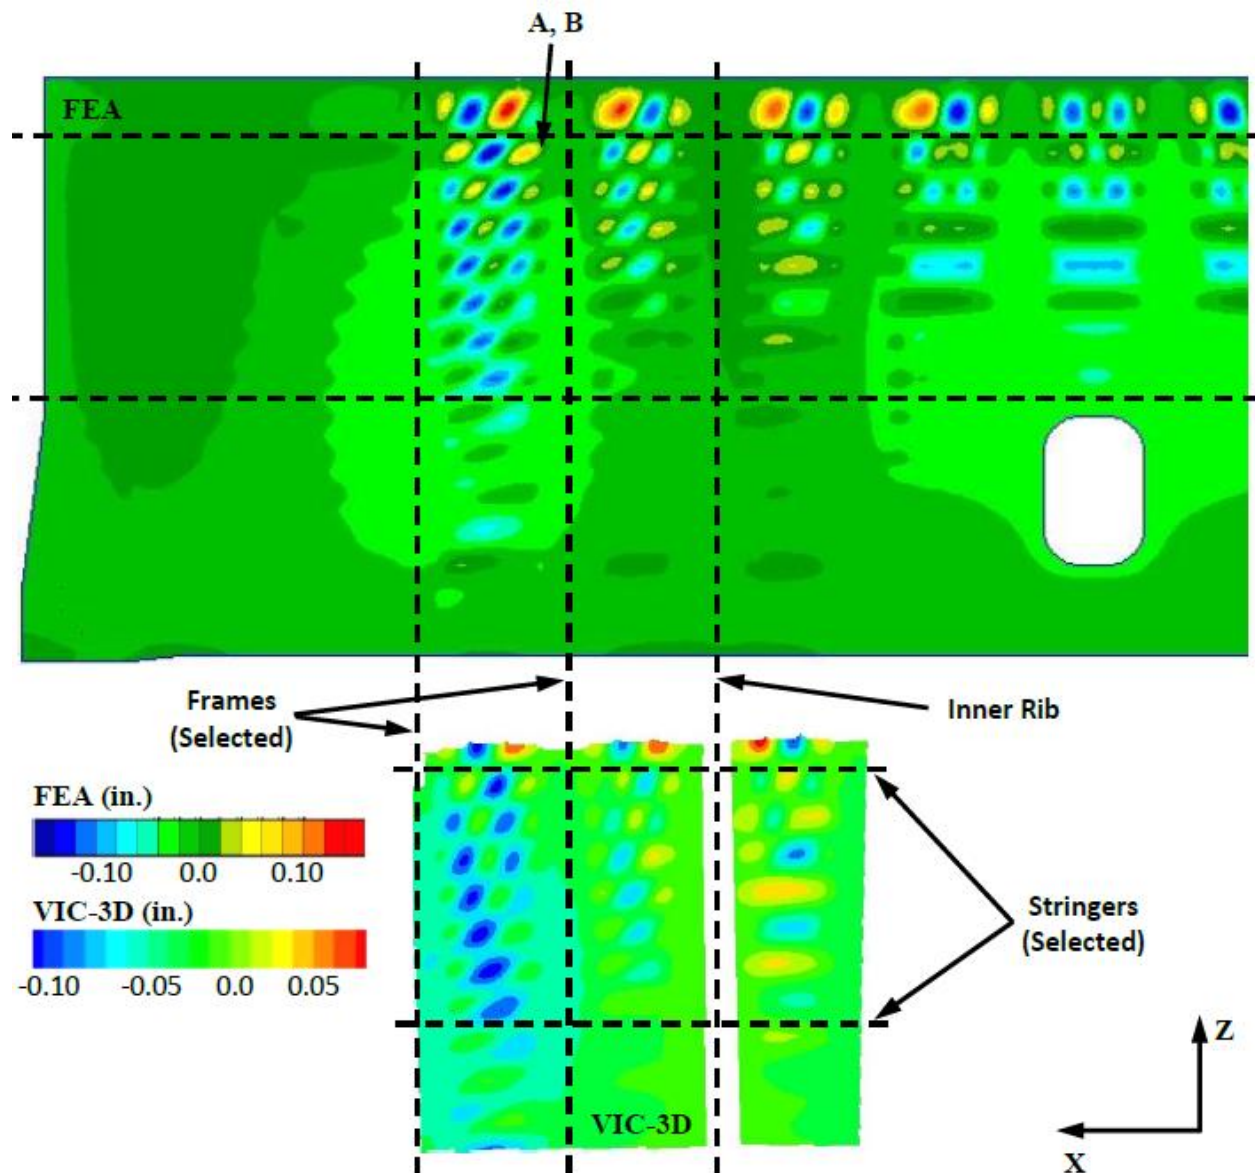 A, B
FEA
Frames
(Selected)
Inner Rib
FEA (in.)
-0.10 0.0 0.10
VIC-3D (in.)
-0.10 -0.05 0.0 0.05
Stringers
(Selected)
VIC-3D
Z
X